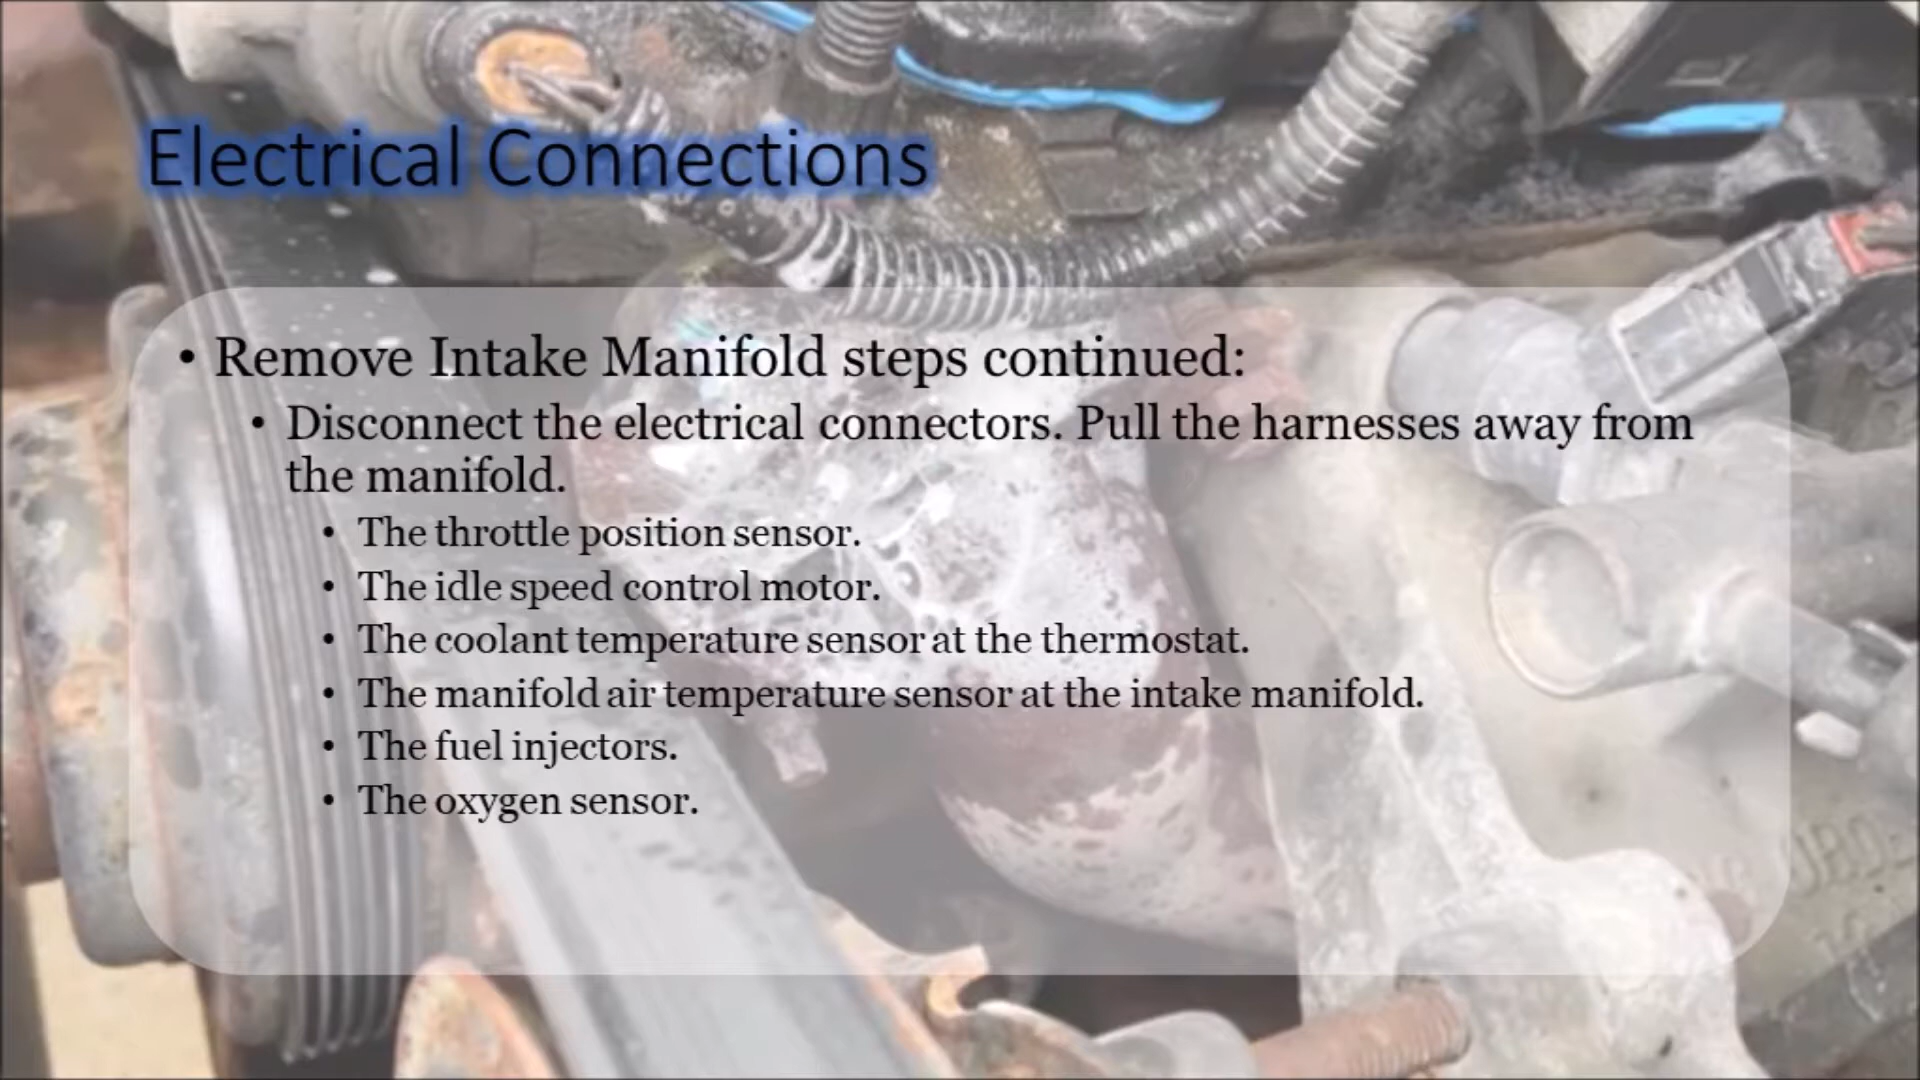 Electrical Connections
• Remove Intake Manifold steps continued:
• Disconnect the electrical connectors. Pull the harnesses away from
the manifold.
• The throttle position sensor.
• The idle speed control motor.
• The coolant temperature sensor at the thermostat.
• The manifold air temperature sensor at the intake manifold.
• The fuel injectors.
• The oxygen sensor.